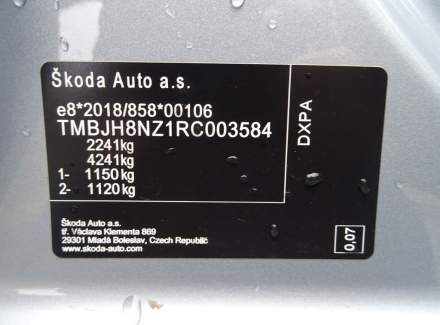 Škoda Auto a.s.
e8*2018/858*00106
TMBJH8NZ1RC003584
2241kg
4241kg
1- 1150kg
2- 1120kg
Škoda Auto a.s.
tř. Václava Klementa 869
29301 Mladá Boleslav, Czech Republic
www.skoda-auto.com
DXPA
0,07